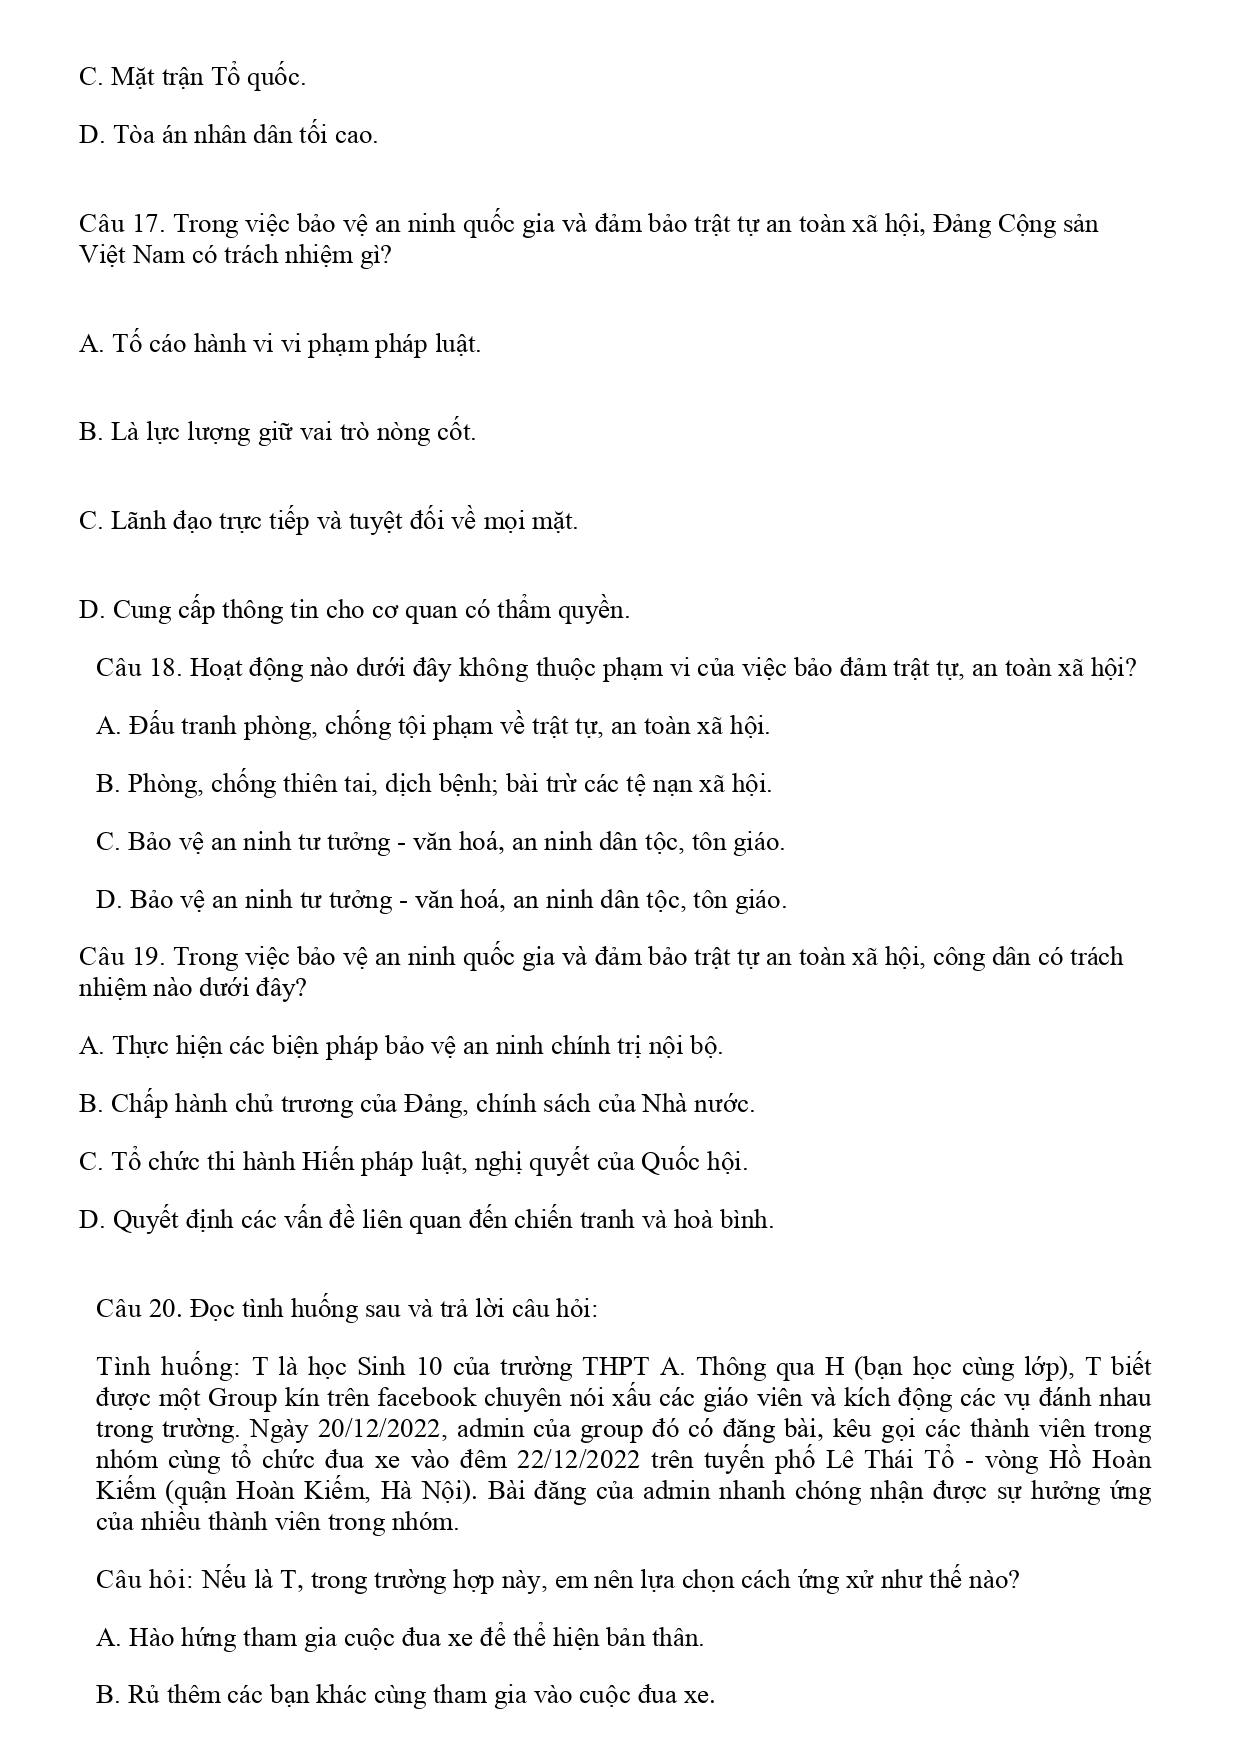 C. Mặt trận Tổ quốc.
D. Tòa án nhân dân tối cao.
Câu 17. Trong việc bảo vệ an ninh quốc gia và đảm bảo trật tự an toàn xã hội, Đảng Cộng sản
Việt Nam có trách nhiệm gì?
A. Tố cáo hành vi vi phạm pháp luật.
B. Là lực lượng giữ vai trò nòng cốt.
C. Lãnh đạo trực tiếp và tuyệt đối về mọi mặt.
D. Cung cấp thông tin cho cơ quan có thẩm quyền.
Câu 18. Hoạt động nào dưới đây không thuộc phạm vi của việc bảo đảm trật tự, an toàn xã hội?
A. Đấu tranh phòng, chống tội phạm về trật tự, an toàn xã hội.
B. Phòng, chống thiên tai, dịch bệnh; bài trừ các tệ nạn xã hội.
C. Bảo vệ an ninh tư tưởng - văn hoá, an ninh dân tộc, tôn giáo.
D. Bảo vệ an ninh tư tưởng - văn hoá, an ninh dân tộc, tôn giáo.
Câu 19. Trong việc bảo vệ an ninh quốc gia và đảm bảo trật tự an toàn xã hội, công dân có trách
nhiệm nào dưới đây?
A. Thực hiện các biện pháp bảo vệ an ninh chính trị nội bộ.
B. Chấp hành chủ trương của Đảng, chính sách của Nhà nước.
C. Tổ chức thi hành Hiến pháp luật, nghị quyết của Quốc hội.
D. Quyết định các vấn đề liên quan đến chiến tranh và hoà bình.
Câu 20. Đọc tình huống sau và trả lời câu hỏi:
Tình huống: T là học Sinh 10 của trường THPT A. Thông qua H (bạn học cùng lớp), T biết
được một Group kín trên facebook chuyên nói xấu các giáo viên và kích động các vụ đánh nhau
trong trường. Ngày 20/12/2022, admin của group đó có đăng bài, kêu gọi các thành viên trong
nhóm cùng tổ chức đua xe vào đêm 22/12/2022 trên tuyến phố Lê Thái Tổ - vòng Hồ Hoàn
Kiếm (quận Hoàn Kiếm, Hà Nội). Bài đăng của admin nhanh chóng nhận được sự hưởng ứng
của nhiều thành viên trong nhóm.
Câu hỏi: Nếu là T, trong trường hợp này, em nên lựa chọn cách ứng xử như thế nào?
A. Hào hứng tham gia cuộc đua xe để thể hiện bản thân.
B. Rủ thêm các bạn khác cùng tham gia vào cuộc đua xe.